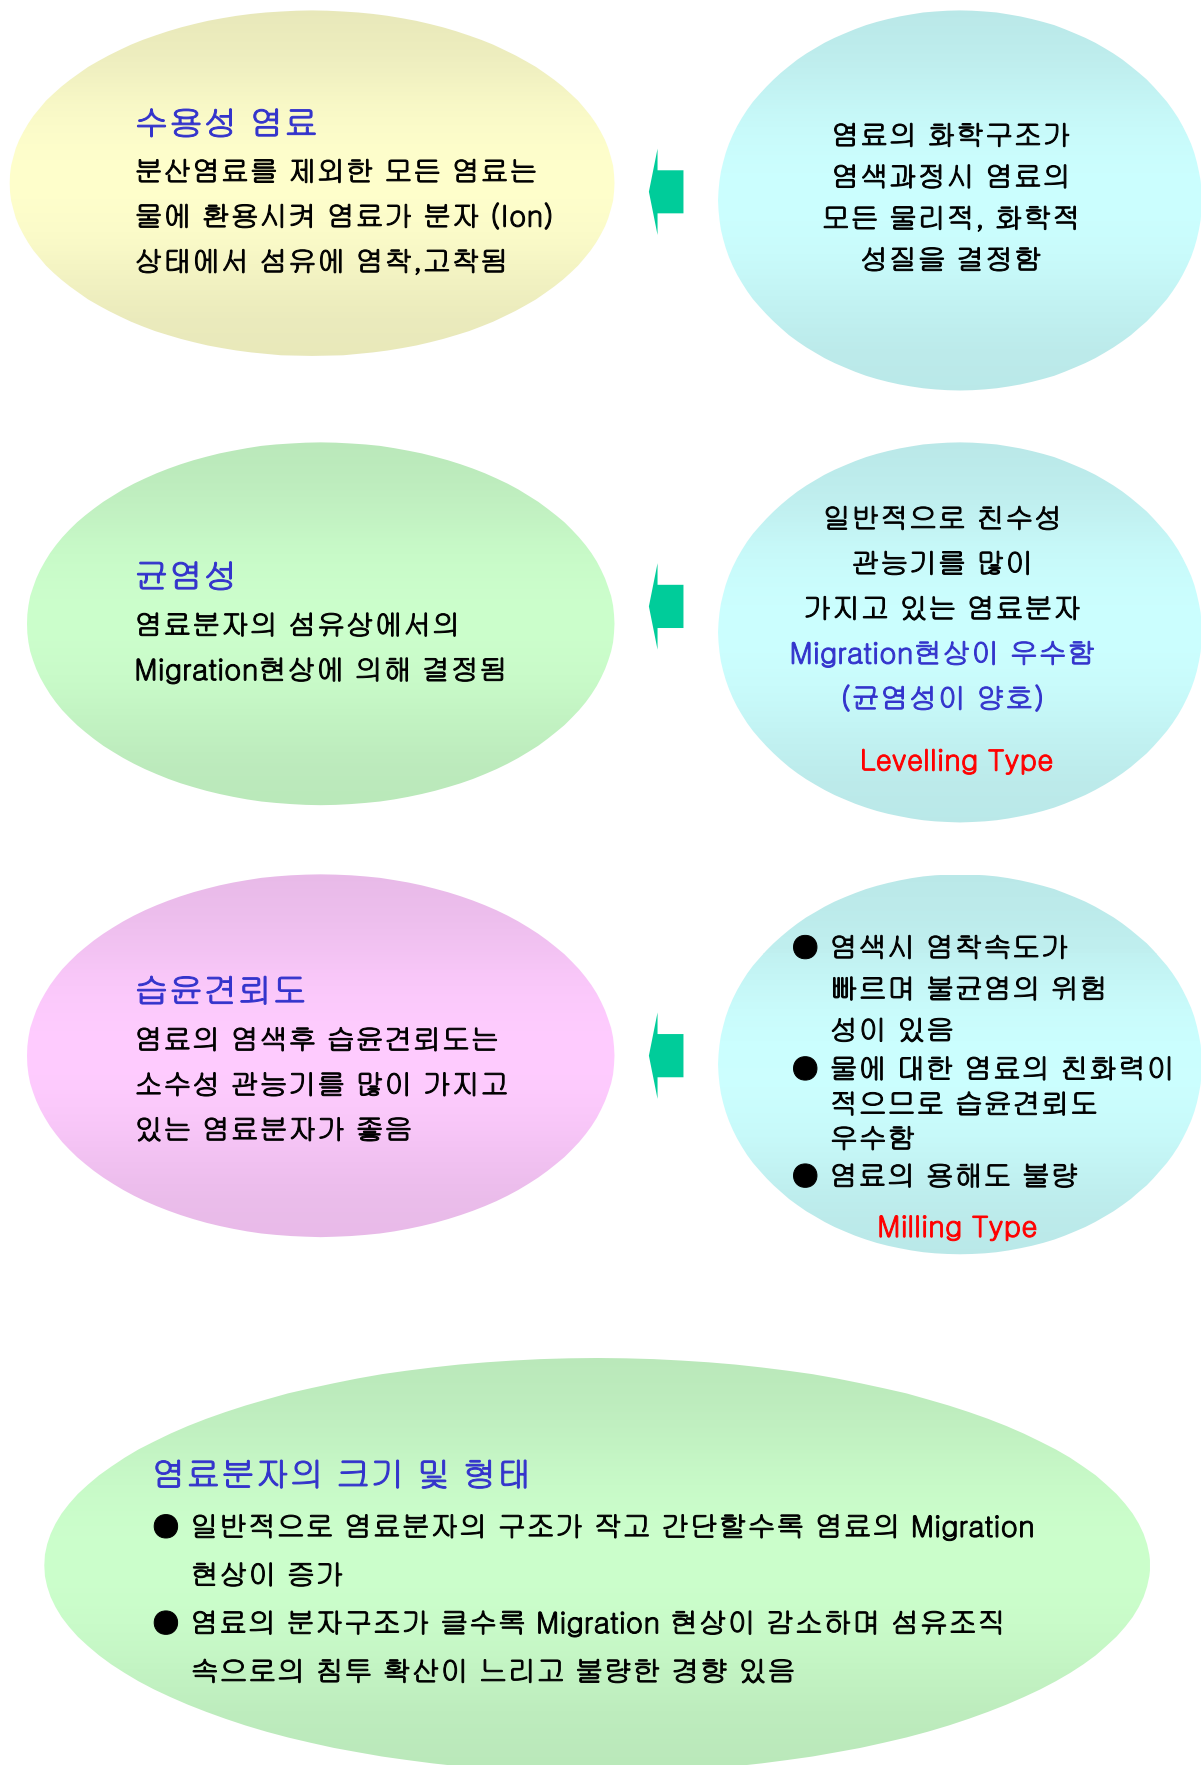 수용성 염료
분산염료를 제외한 모든 염료는
물에 환용시켜 염료가 분자 (Ion)
상태에서 섬유에 염착,고착됨
염료의 화학구조가
염색과정시 염료의
모든 물리적, 화학적
성질을 결정함
균염성
염료분자의 섬유상에서의
Migration현상에 의해 결정됨
일반적으로 친수성
관능기를 많이
가지고 있는 염료분자
Migration현상이 우수함
(균염성이 양호)
Levelling Type
습윤견뢰도
염료의 염색후 습윤견뢰도는
소수성 관능기를 많이 가지고
있는 염료분자가 좋음
● 염색시 염착속도가
빠르며 불균염의 위험
성이 있음
● 물에 대한 염료의 친화력이
적으므로 습윤견뢰도
우수함
● 염료의 용해도 불량
Milling Type
염료분자의 크기 및 형태
● 일반적으로 염료분자의 구조가 작고 간단할수록 염료의 Migration
현상이 증가
● 염료의 분자구조가 클수록 Migration 현상이 감소하며 섬유조직
속으로의 침투 확산이 느리고 불량한 경향 있음